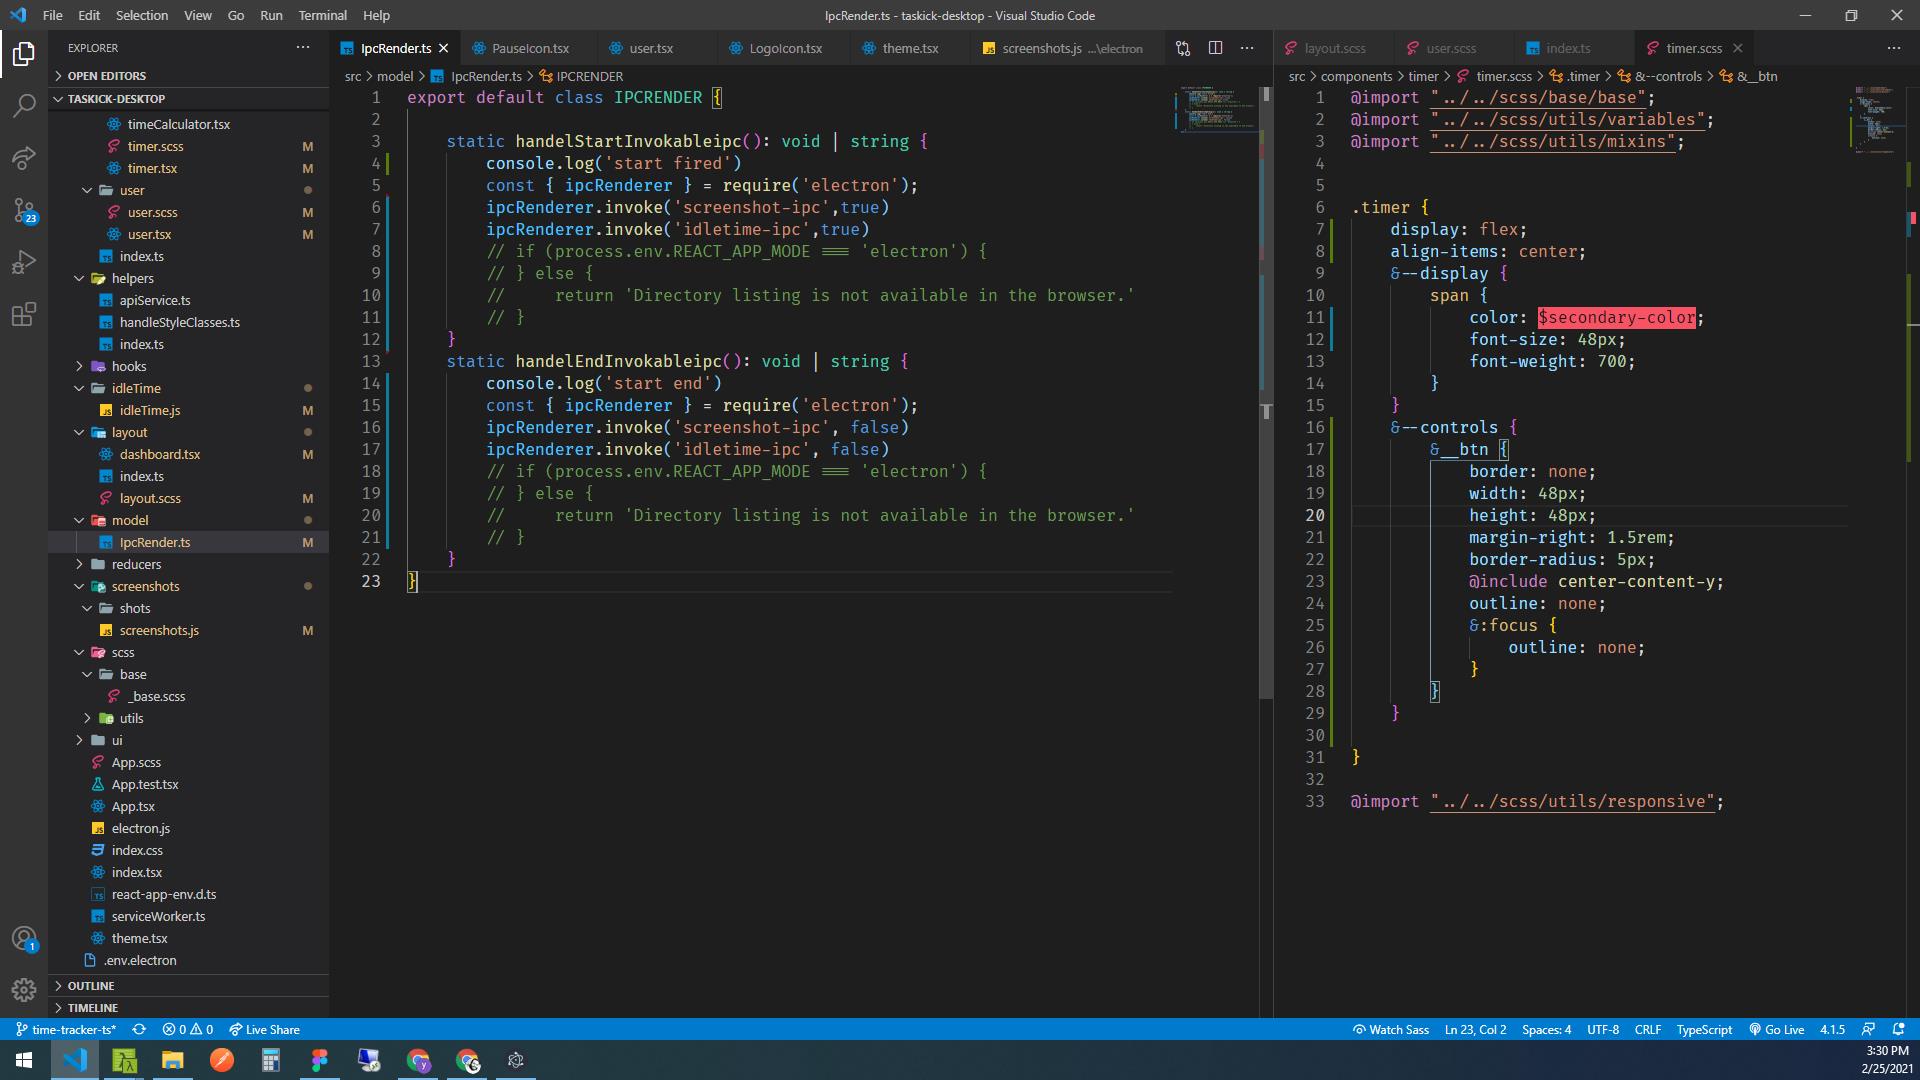 File Edit Selection View Go Run Terminal Help
IpcRender.ts - taskick-desktop - Visual Studio Code
EXPLORER
OPEN EDITORS
TASKICK-DESKTOP
timeCalculator.tsx
timer.scss M
timer.tsx M
user
user.scss M
user.tsx M
index.ts
helpers
apiService.ts
handleStyleClasses.ts
index.ts
hooks
idleTime
idleTime.js M
layout
dashboard.tsx M
index.ts
layout.scss M
model
IpcRender.ts M
reducers
screenshots
shots
screenshots.js M
scss
base
_base.scss
utils
ui
App.scss
App.test.tsx
App.tsx
electron.js
index.css
index.tsx
react-app-env.d.ts
serviceWorker.ts
theme.tsx
.env.electron
OUTLINE
TIMELINE
23
1
IpcRender.ts PauseIcon.tsx user.tsx LogoIcon.tsx theme.tsx screenshots.js ...\electron
src > model > IpcRender.ts > IPCRENDER
1 export default class IPCRENDER {
2
3 static handelStartInvokableipc(): void | string {
4 console.log('start fired')
5 const { ipcRenderer } = require('electron');
6 ipcRenderer.invoke('screenshot-ipc',true)
7 ipcRenderer.invoke('idletime-ipc',true)
8 // if (process.env.REACT_APP_MODE === 'electron') {
9 // } else {
10 //     return 'Directory listing is not available in the browser.'
11 // }
12 }
13 static handelEndInvokableipc(): void | string {
14 console.log('start end')
15 const { ipcRenderer } = require('electron');
16 ipcRenderer.invoke('screenshot-ipc', false)
17 ipcRenderer.invoke('idletime-ipc', false)
18 // if (process.env.REACT_APP_MODE === 'electron') {
19 // } else {
20 //     return 'Directory listing is not available in the browser.'
21 // }
22 }
23 }
layout.scss user.scss index.ts timer.scss
src > components > timer > timer.scss > .timer > &--controls > &__btn
1 @import "../../scss/base/base";
2 @import "../../scss/utils/variables";
3 @import "../../scss/utils/mixins";
4
5
6 .timer {
7 display: flex;
8 align-items: center;
9 &--display {
10 span {
11 color: $secondary-color;
12 font-size: 48px;
13 font-weight: 700;
14 }
15 }
16 &--controls {
17 &__btn {
18 border: none;
19 width: 48px;
20 height: 48px;
21 margin-right: 1.5rem;
22 border-radius: 5px;
23 @include center-content-y;
24 outline: none;
25 &:focus {
26 outline: none;
27 }
28 }
29 }
30
31 }
32
33 @import "../../scss/utils/responsive";
time-tracker-ts* 0 0 Live Share
Watch Sass Ln 23, Col 2 Spaces: 4 UTF-8 CRLF TypeScript Go Live 4.1.5
3:30 PM
2/25/2021